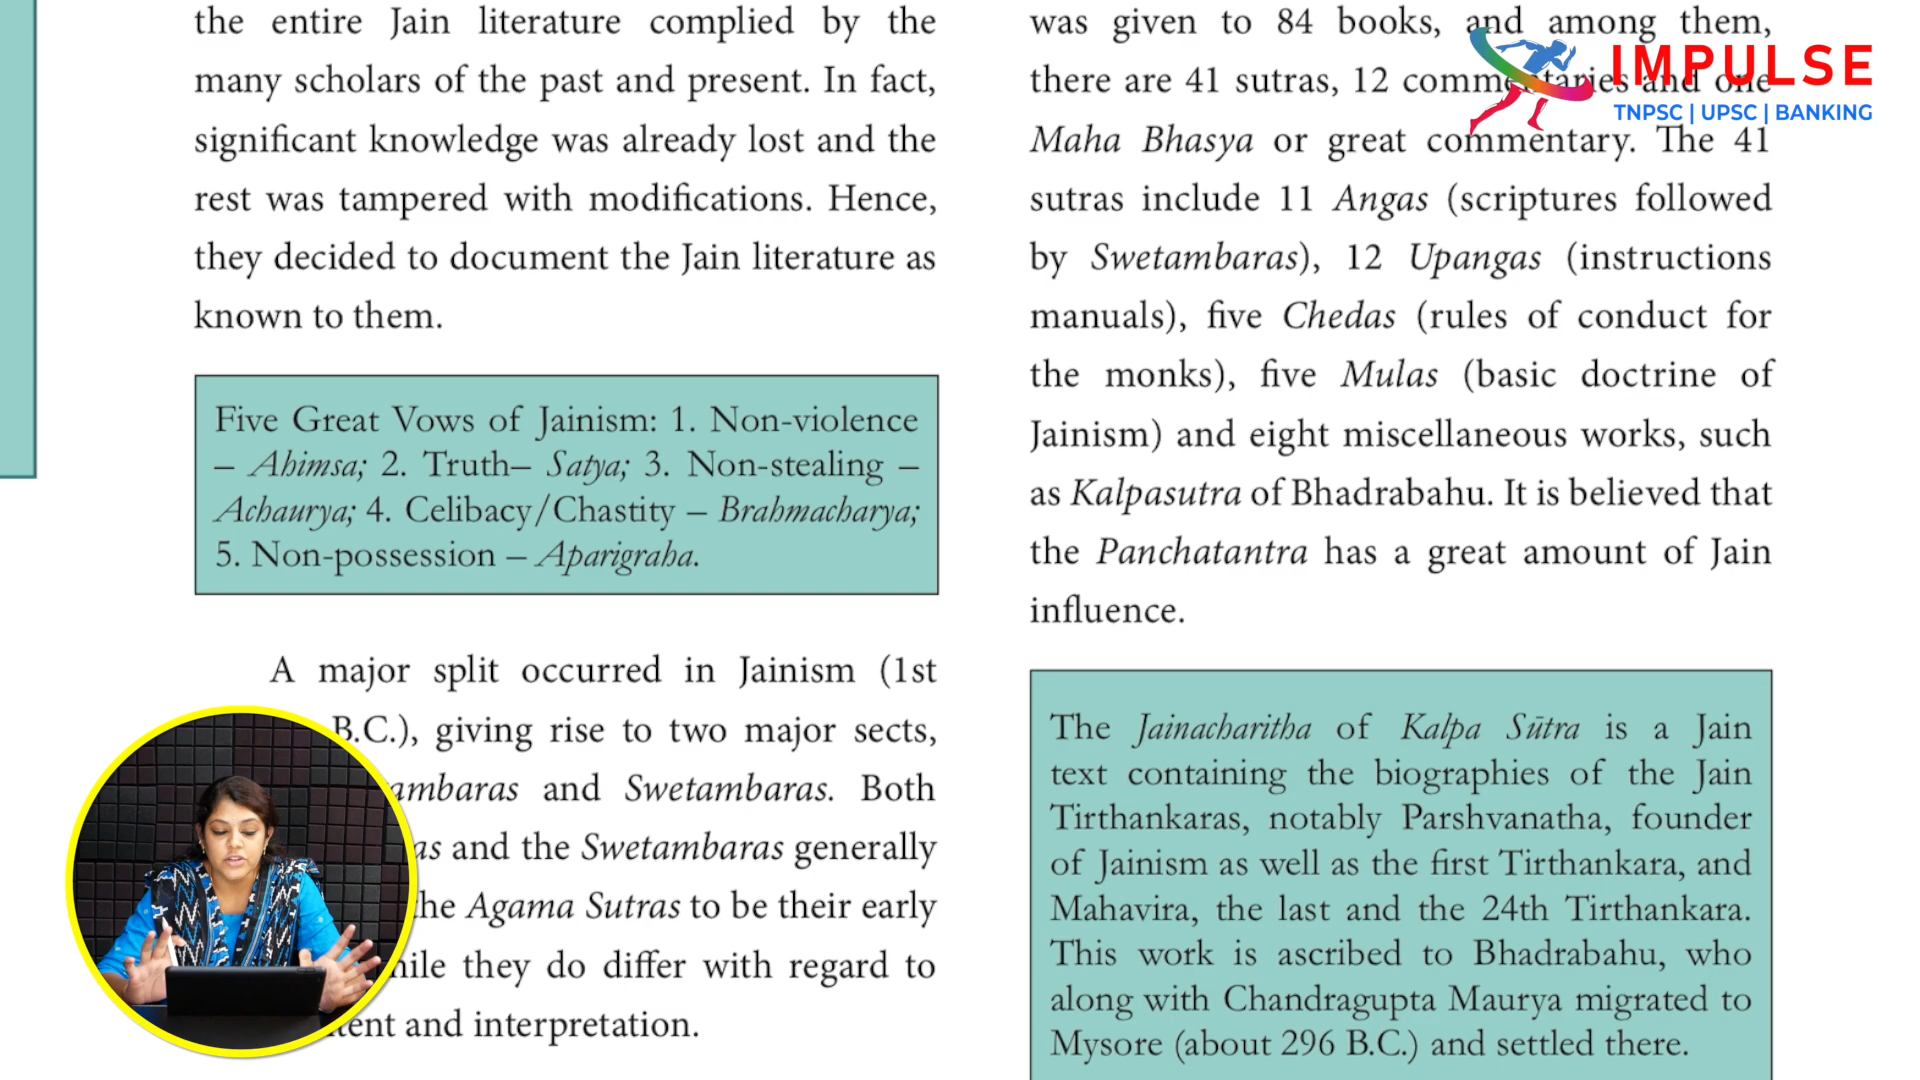 the entire Jain literature complied by the
many scholars of the past and present. In fact,
significant knowledge was already lost and the
rest was tampered with modifications. Hence,
they decided to document the Jain literature as
known to them.
Five Great Vows of Jainism: 1. Non-violence
– Ahimsa; 2. Truth– Satya; 3. Non-stealing –
Achaurya; 4. Celibacy/Chastity – Brahmacharya;
5. Non-possession – Aparigraha.
A major split occurred in Jainism (1st
B.C.), giving rise to two major sects,
and Swetambaras. Both
and the Swetambaras generally
the Agama Sutras to be their early
they do differ with regard to
and interpretation.
was given to 84 books, and among them,
there are 41 sutras, 12 commentaries and one
Maha Bhasya or great commentary. The 41
sutras include 11 Angas (scriptures followed
by Swetambaras), 12 Upangas (instructions
manuals), five Chedas (rules of conduct for
the monks), five Mulas (basic doctrine of
Jainism) and eight miscellaneous works, such
as Kalpasutra of Bhadrabahu. It is believed that
the Panchatantra has a great amount of Jain
influence.
The Jainacharitha of Kalpa Sūtra is a Jain
text containing the biographies of the Jain
Tirthankaras, notably Parshvanatha, founder
of Jainism as well as the first Tirthankara, and
Mahavira, the last and the 24th Tirthankara.
This work is ascribed to Bhadrabahu, who
along with Chandragupta Maurya migrated to
Mysore (about 296 B.C.) and settled there.
IMPULSE
TNPSC | UPSC | BANKING